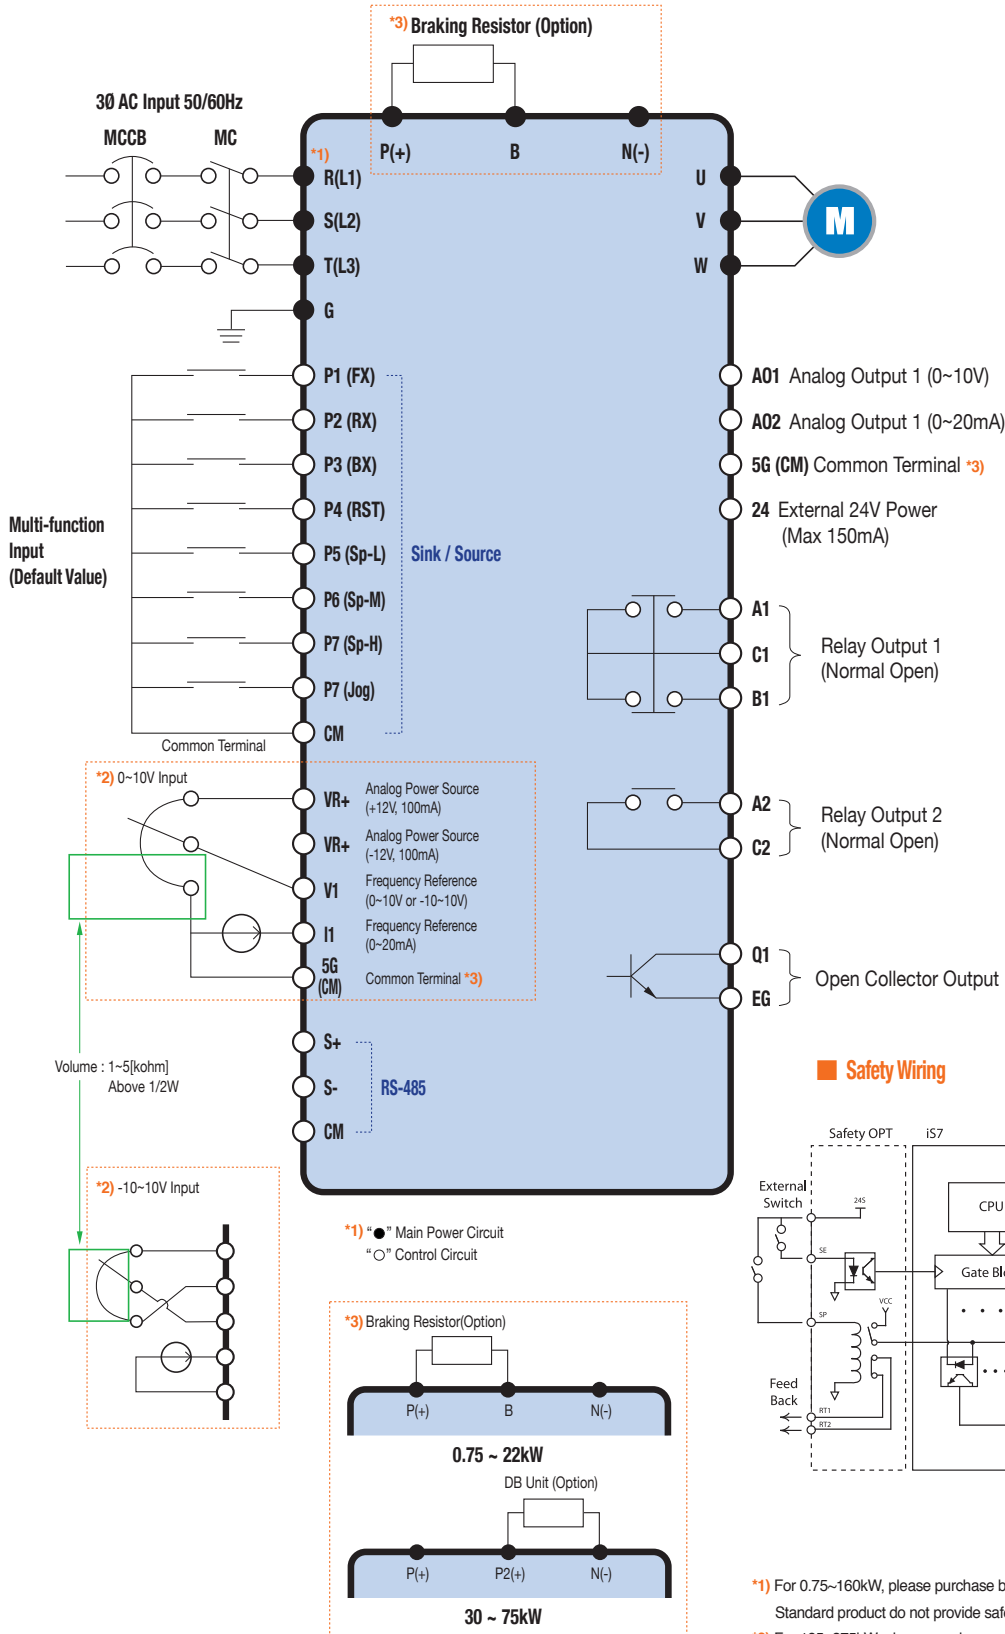 *3) Braking Resistor (Option)
3Ø AC Input 50/60Hz
MCCB
MC
P(+)
B
N(-)
*1)
R(L1)
S(L2)
T(L3)
G
U
V
W
M
Multi-function
Input
(Default Value)
P1 (FX)
P2 (RX)
P3 (BX)
P4 (RST)
P5 (Sp-L)
P6 (Sp-M)
P7 (Sp-H)
P7 (Jog)
CM
Sink / Source
Common Terminal
A01 Analog Output 1 (0~10V)
A02 Analog Output 1 (0~20mA)
5G (CM) Common Terminal *3)
24 External 24V Power
(Max 150mA)
A1
C1
B1
Relay Output 1
(Normal Open)
A2
C2
Relay Output 2
(Normal Open)
Q1
EG
Open Collector Output
*2) 0~10V Input
VR+ Analog Power Source
(+12V, 100mA)
VR+ Analog Power Source
(-12V, 100mA)
V1 Frequency Reference
(0~10V or -10~10V)
I1 Frequency Reference
(0~20mA)
5G
(CM)
Common Terminal *3)
S+
S-
CM
RS-485
Volume : 1~5[kohm]
Above 1/2W
*2) -10~10V Input
*1) "●" Main Power Circuit
"○" Control Circuit
*3) Braking Resistor(Option)
P(+)
B
N(-)
0.75 ~ 22kW
DB Unit (Option)
P(+)
P2(+)
N(-)
30 ~ 75kW
■ Safety Wiring
Safety OPT
iS7
External
Switch
24S
SE
SP
VCC
CPU
Gate Bl
Feed
Back
RT1
RT2
*1) For 0.75~160kW, please purchase b
Standard product do not provide safe